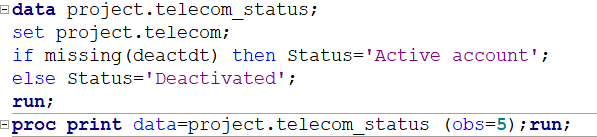 data project.telecom_status;
set project.telecom;
if missing(deactdt) then Status='Active account';
else Status='Deactivated';
run;
proc print data=project.telecom_status (obs=5);run;